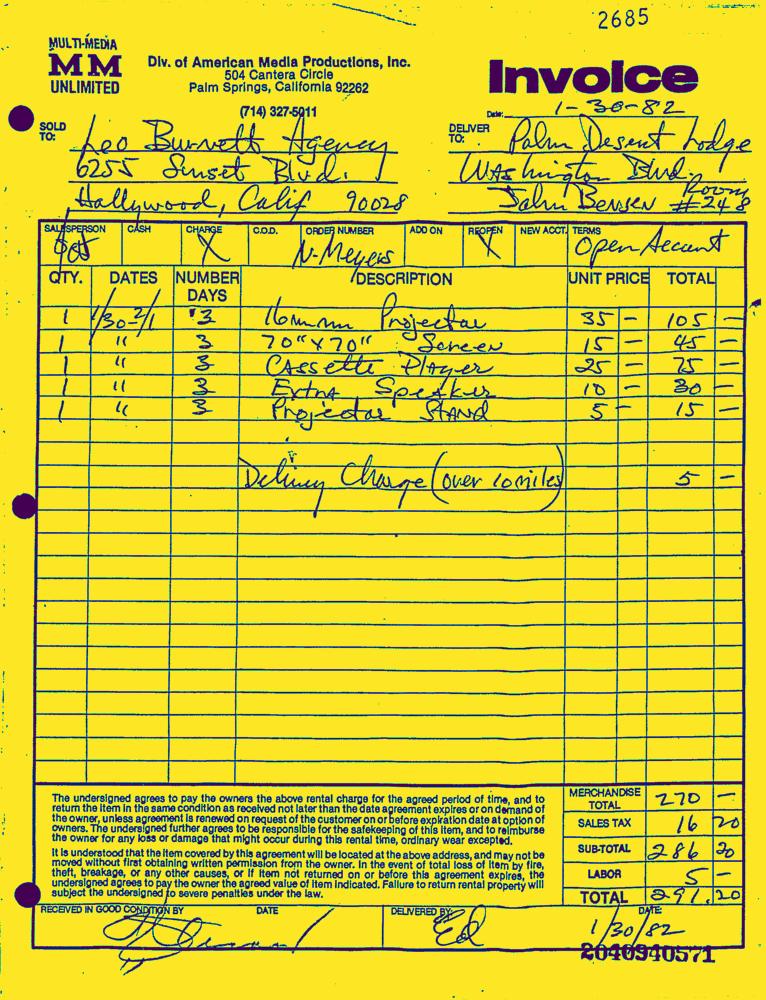 2685
MULTI-MEDIA
MM
UNLIMITED
Div. of American Media Productions, Inc.
504 Cantera Circle
Palm Springs, California 92262
(714) 327-5911
Invoice
Date: 1-30-82
SOLD TO: Leo Burnett Agency
6255 Sunset Blvd.
Hollywood, Calif 90028
DELIVER TO: Palm Desert Lodge
Washington Blvd.
John Bensen Room #248
SALESPERSON CASH CHARGE C.O.D. ORDER NUMBER ADD ON REOPEN NEW ACCT. TERMS
X N-Meyers X Open Account
QTY. DATES NUMBER DAYS DESCRIPTION UNIT PRICE TOTAL
1 1/30-2/1 3 16mm Projector 35 - 105 -
1 " 3 70" x 70" Screen 15 - 45 -
1 " 3 Cassette Player 25 - 75 -
1 " 3 Extra Speaker 10 - 30 -
1 " 3 Projector Stand 5 - 15 -
Delivery Charge (over 10 miles) 5 -
The undersigned agrees to pay the owners the above rental charge for the agreed period of time, and to
return the item in the same condition as received not later than the date agreement expires or on demand of
the owner, unless agreement is renewed on request of the customer on or before expiration date at option of
owners. The undersigned further agrees to be responsible for the safekeeping of this item, and to reimburse
the owner for any loss or damage that might occur during this rental time, ordinary wear excepted.
It is understood that the item covered by this agreement will be located at the above address, and may not be
moved without first obtaining written permission from the owner. In the event of total loss of item by fire,
theft, breakage, or any other causes, or if item not returned on or before this agreement expires, the
undersigned agrees to pay the owner the agreed value of item indicated. Failure to return rental property will
subject the undersigned to severe penalties under the law.
MERCHANDISE TOTAL 270 -
SALES TAX 16 20
SUB-TOTAL 286 20
LABOR 5 -
TOTAL 291.20
RECEIVED IN GOOD CONDITION BY DATE DELIVERED BY: Ed DATE: 1/30/82
2040940571